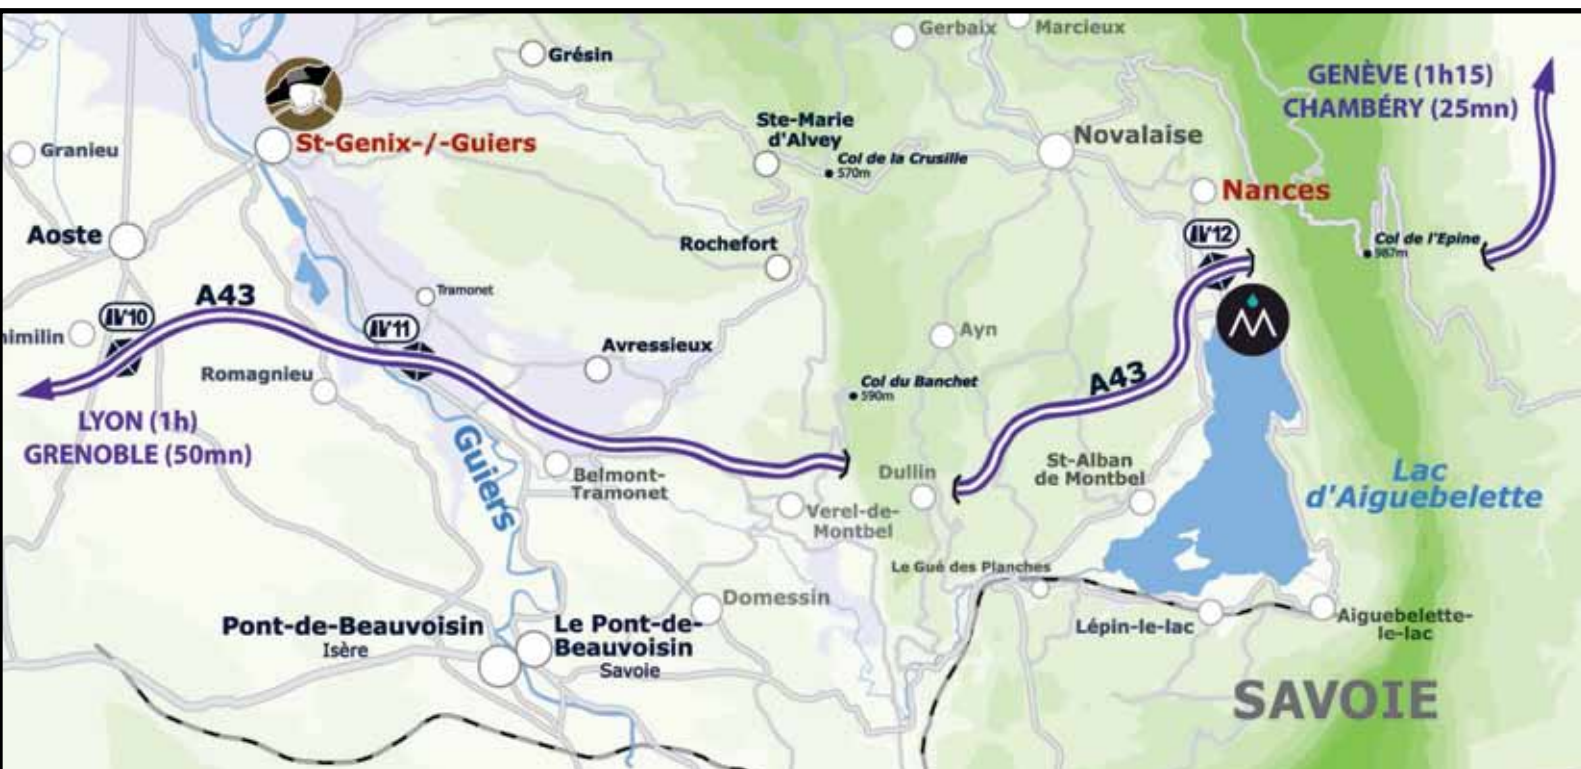 Gerbaix
Marcieux
Grésin
GENÈVE (1h15)
CHAMBÉRY (25mn)
Ste-Marie
d'Alvey
Novalaise
St-Genix-/-Guiers
Granieu
Col de la Crusille
570m
Nances
Aoste
Rochefort
12
Col de l'Epine
987m
Tramonet
A43
10
11
himilin
Ayn
Avressieux
Romagnieu
A43
Col du Banchet
590m
LYON (1h)
GRENOBLE (50mn)
Guiers
Belmont-
Tramonet
Dullin
St-Alban
de Montbel
Lac
d'Aiguebelette
Verel-de-
Montbel
Le Gué des Planches
Domessin
Pont-de-Beauvoisin
Isère
Le Pont-de-
Beauvoisin
Savoie
Lépin-le-lac
Aiguebelette-
le-lac
SAVOIE